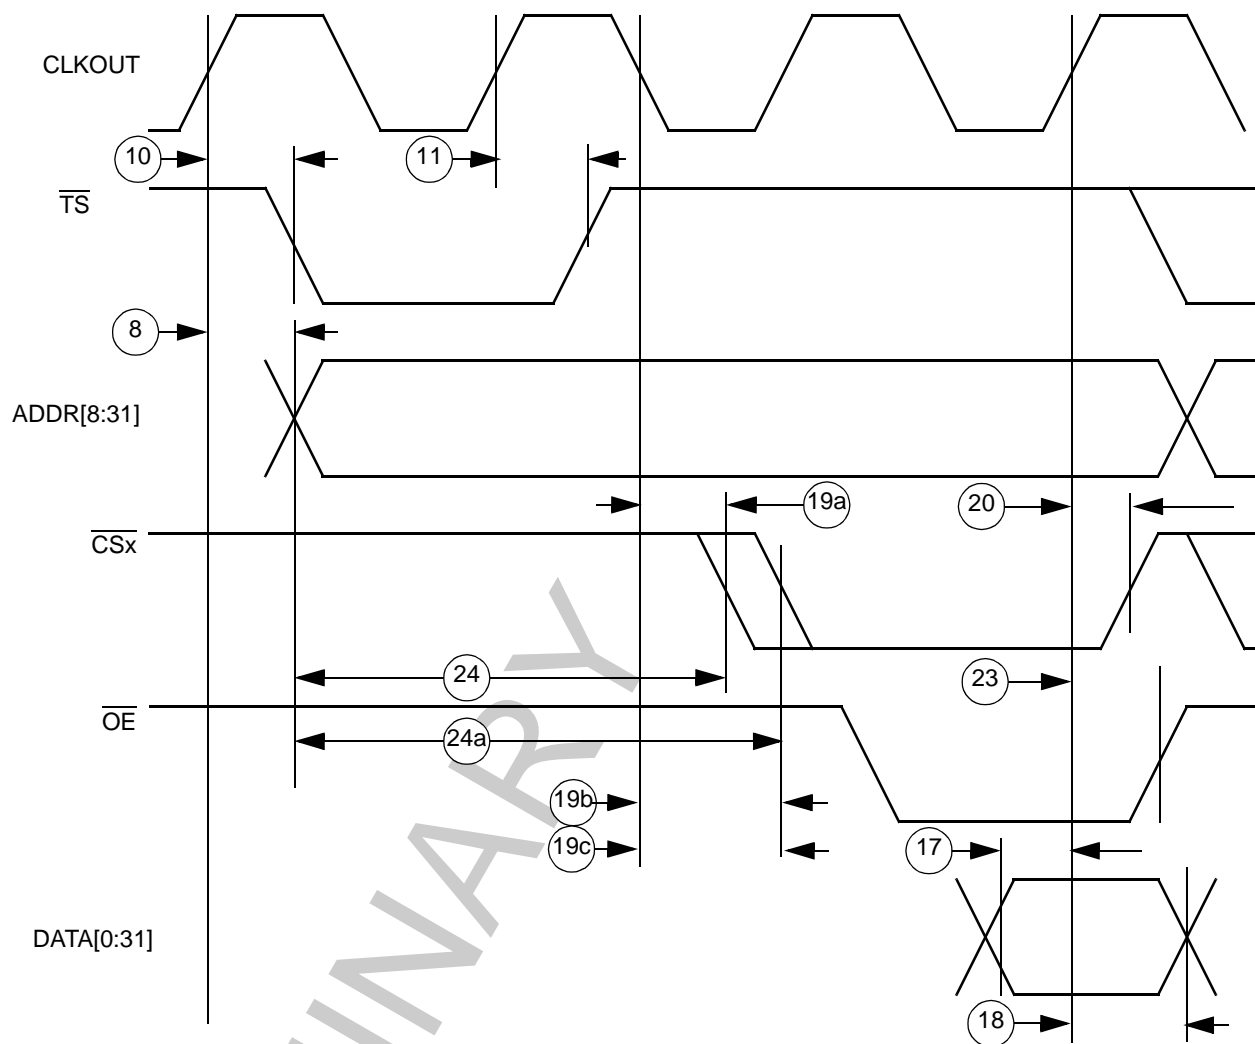 CLKOUT
10
11
TS
8
ADDR[8:31]
19a
20
CSx
24
23
OE
24a
19b
19c
17
DATA[0:31]
18
INARY